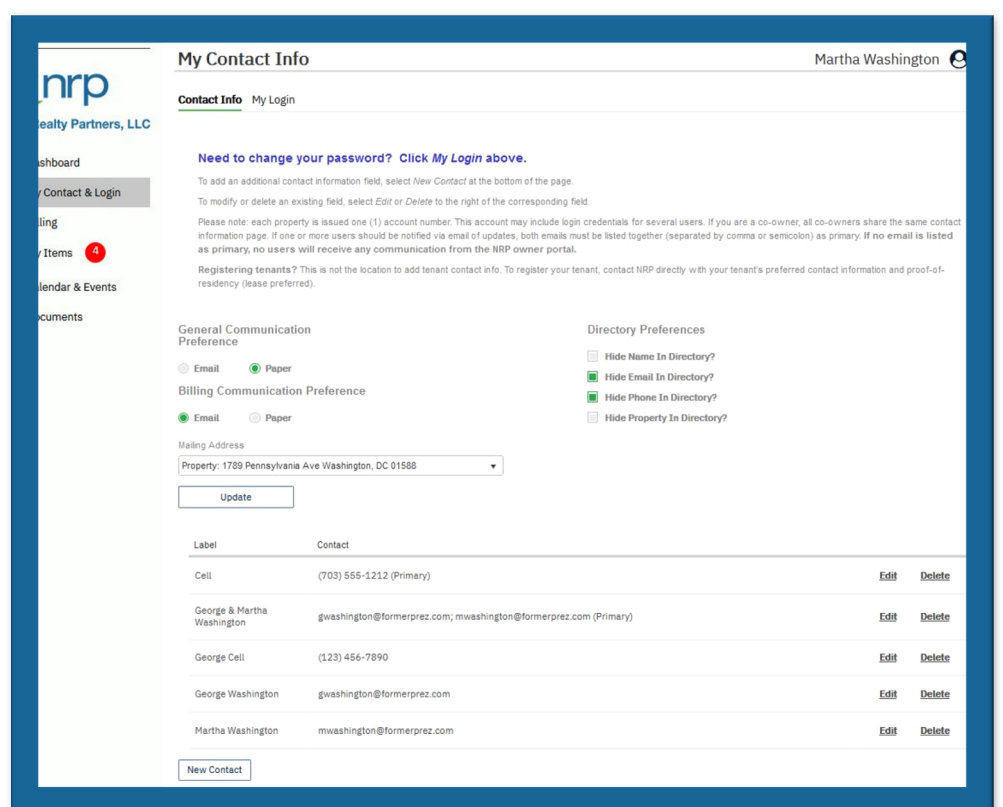 My Contact Info
Martha Washington
nrp
ealty Partners, LLC
Contact Info My Login
ashboard
y Contact & Login
lling
y Items 4
alendar & Events
ocuments
Need to change your password? Click My Login above.
To add an additional contact information field, select New Contact at the bottom of the page.
To modify or delete an existing field, select Edit or Delete to the right of the corresponding field.
Please note: each property is issued one (1) account number. This account may include login credentials for several users. If you are a co-owner, all co-owners share the same contact
information page. If one or more users should be notified via email of updates, both emails must be listed together (separated by comma or semicolon) as primary. If no email is listed
as primary, no users will receive any communication from the NRP owner portal.
Registering tenants? This is not the location to add tenant contact info. To register your tenant, contact NRP directly with your tenant's preferred contact information and proof-of-
residency (lease preferred).
General Communication
Preference
Email Paper
Billing Communication Preference
Email Paper
Directory Preferences
Hide Name In Directory?
Hide Email In Directory?
Hide Phone In Directory?
Hide Property In Directory?
Mailing Address
Property: 1789 Pennsylvania Ave Washington, DC 01588
Update
Label Contact
Cell (703) 555-1212 (Primary) Edit Delete
George & Martha
Washington gwashington@formerprez.com; mwashington@formerprez.com (Primary) Edit Delete
George Cell (123) 456-7890 Edit Delete
George Washington gwashington@formerprez.com Edit Delete
Martha Washington mwashington@formerprez.com Edit Delete
New Contact